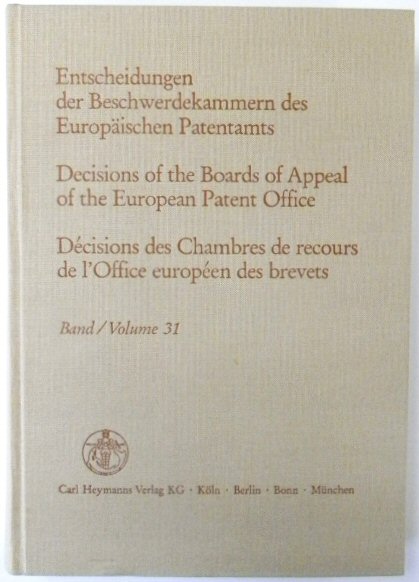 Entscheidungen
der Beschwerdekammern des
Europäischen Patentamts
Decisions of the Boards of Appeal
of the European Patent Office
Décisions des Chambres de recours
de l'Office européen des brevets
Band/Volume 31
Carl Heymanns Verlag KG · Köln · Berlin · Bonn · München